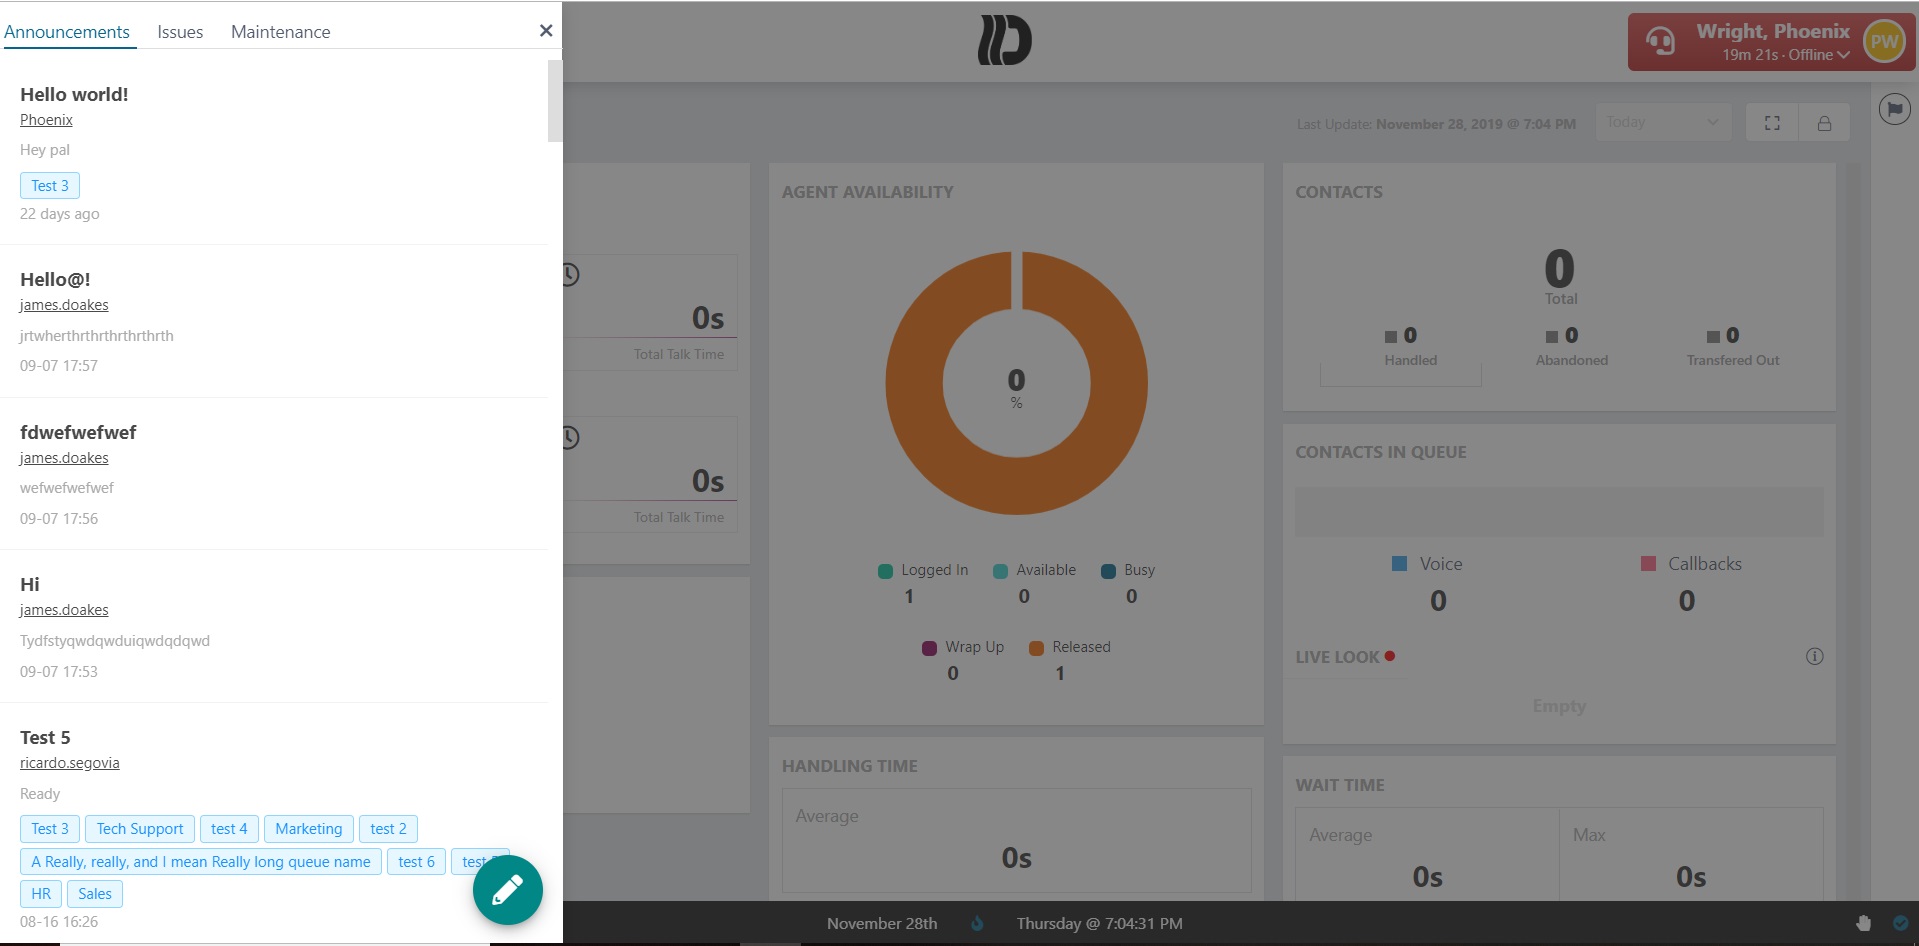 Announcements Issues Maintenance
Hello world!
Phoenix
Hey pal
Test 3
22 days ago
Hello@!
james.doakes
jrtwherthrthrthrthrthrth
09-07 17:57
fdwefwefwef
james.doakes
wefwefwefwef
09-07 17:56
Hi
james.doakes
Tydfstyqwdqwduiqwdqdqwd
09-07 17:53
Test 5
ricardo.segovia
Ready
Test 3 Tech Support test 4 Marketing test 2
A Really, really, and I mean Really long queue name test 6 test
HR Sales
08-16 16:26
Wright, Phoenix
19m 21s · Offline
PW
Last Update: November 28, 2019 @ 7:04 PM
Today
0s
Total Talk Time
0s
Total Talk Time
AGENT AVAILABILITY
0
%
Logged In Available Busy
1 0 0
Wrap Up Released
0 1
HANDLING TIME
Average
0s
CONTACTS
0
Total
0 0 0
Handled Abandoned Transfered Out
CONTACTS IN QUEUE
Voice Callbacks
0 0
LIVE LOOK
Empty
WAIT TIME
Average Max
0s 0s
November 28th Thursday @ 7:04:31 PM